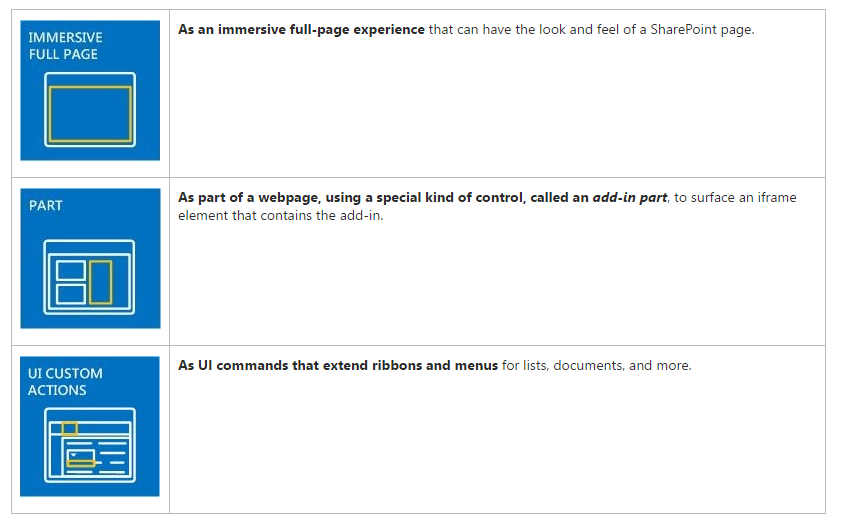 IMMERSIVE
FULL PAGE
As an immersive full-page experience that can have the look and feel of a SharePoint page.
PART
As part of a webpage, using a special kind of control, called an add-in part, to surface an iframe
element that contains the add-in.
UI CUSTOM
ACTIONS
As UI commands that extend ribbons and menus for lists, documents, and more.